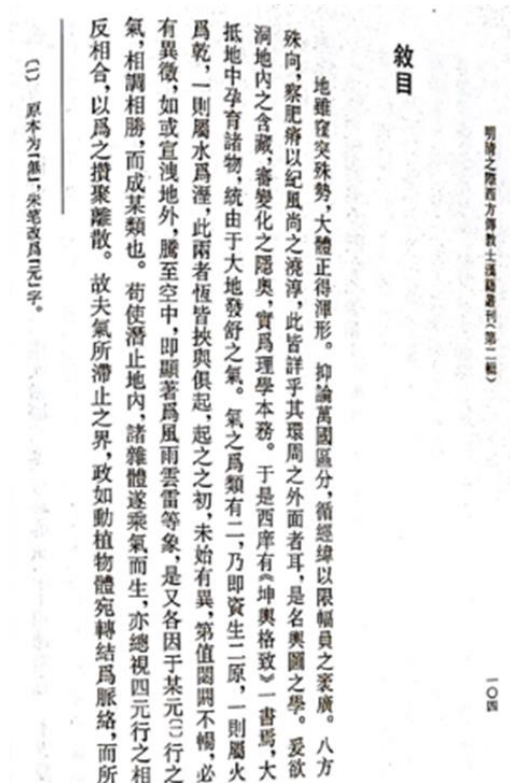 明清之際西方傳教士漢籍叢刊(第二輯)
一〇四
敘目
地雖窪突殊勢，大體正得渾形。抑論萬國區分，循經緯以限幅員之袤廣。八方
殊向，察肥瘠以紀風尚之澆淳，此皆詳乎其環周之外面者耳，是名輿圖之學。爰欲
洞地內之含藏，審變化之隱奧，實爲理學本務。于是西庠有《坤輿格致》一書焉，大
抵地中孕育諸物，統由于大地發舒之氣。氣之爲類有二，乃即資生二原，一則屬火
爲乾，一則屬水爲溼，此兩者恆皆挾與俱起，起之之初，未始有異，第值閟闢不暢，必
有異徵，如或宣洩地外，騰至空中，即顯著爲風雨雲雷等象，是又各因于某元〔一〕行之
氣，相調相勝，而成某類也。苟使潛止地內，諸雜體遂乘氣而生，亦總視四元行之相
反相合，以爲之攢聚離散。故夫氣所滯止之界，政如動植物體宛轉結爲脈絡，而所
〔一〕 原本为「無」，朱笔改爲「元」字。